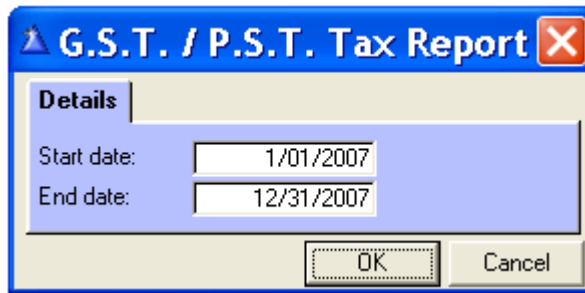 G.S.T. / P.S.T. Tax Report
Details
Start date: 1/01/2007
End date: 12/31/2007
OK Cancel